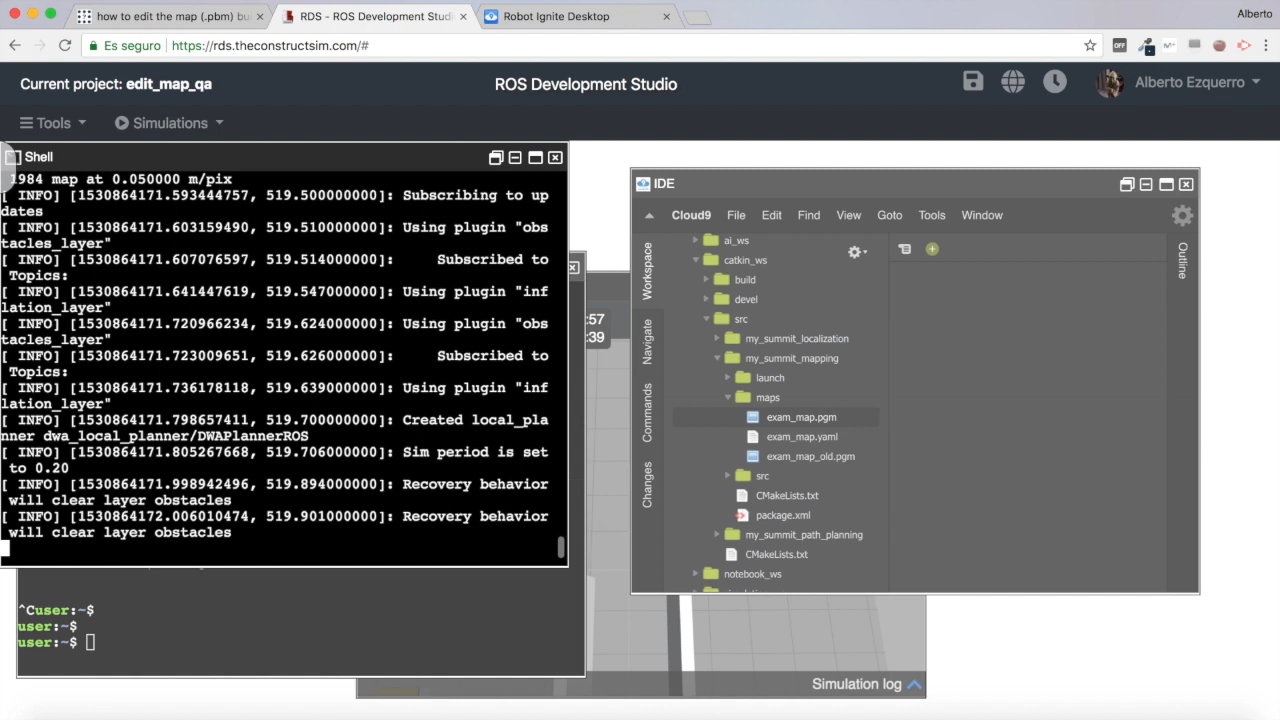 how to edit the map (.pbm) bu
RDS - ROS Development Studi
Robot Ignite Desktop
Alberto
Es seguro
https://rds.theconstructsim.com/#
OFF
Current project: edit_map_qa
ROS Development Studio
Alberto Ezquerro
Tools
Simulations
Shell
1984 map at 0.050000 m/pix
[ INFO] [1530864171.593444757, 519.500000000]: Subscribing to up
dates
[ INFO] [1530864171.603159490, 519.510000000]: Using plugin "obs
tacles_layer"
[ INFO] [1530864171.607076597, 519.514000000]:     Subscribed to
Topics:
[ INFO] [1530864171.641447619, 519.547000000]: Using plugin "inf
lation_layer"
[ INFO] [1530864171.720966234, 519.624000000]: Using plugin "obs
tacles_layer"
[ INFO] [1530864171.723009651, 519.626000000]:     Subscribed to
Topics:
[ INFO] [1530864171.736178118, 519.639000000]: Using plugin "inf
lation_layer"
[ INFO] [1530864171.798657411, 519.700000000]: Created local_pla
nner dwa_local_planner/DWAPlannerROS
[ INFO] [1530864171.805267668, 519.706000000]: Sim period is set
to 0.20
[ INFO] [1530864171.998942496, 519.894000000]: Recovery behavior
will clear layer obstacles
[ INFO] [1530864172.006010474, 519.901000000]: Recovery behavior
will clear layer obstacles
^Cuser:~$
user:~$
user:~$
:57
:39
Simulation log
IDE
Cloud9 File Edit Find View Goto Tools Window
Workspace
Navigate
Commands
Changes
ai_ws
catkin_ws
build
devel
src
my_summit_localization
my_summit_mapping
launch
maps
exam_map.pgm
exam_map.yaml
exam_map_old.pgm
src
CMakeLists.txt
package.xml
my_summit_path_planning
CMakeLists.txt
notebook_ws
Outline